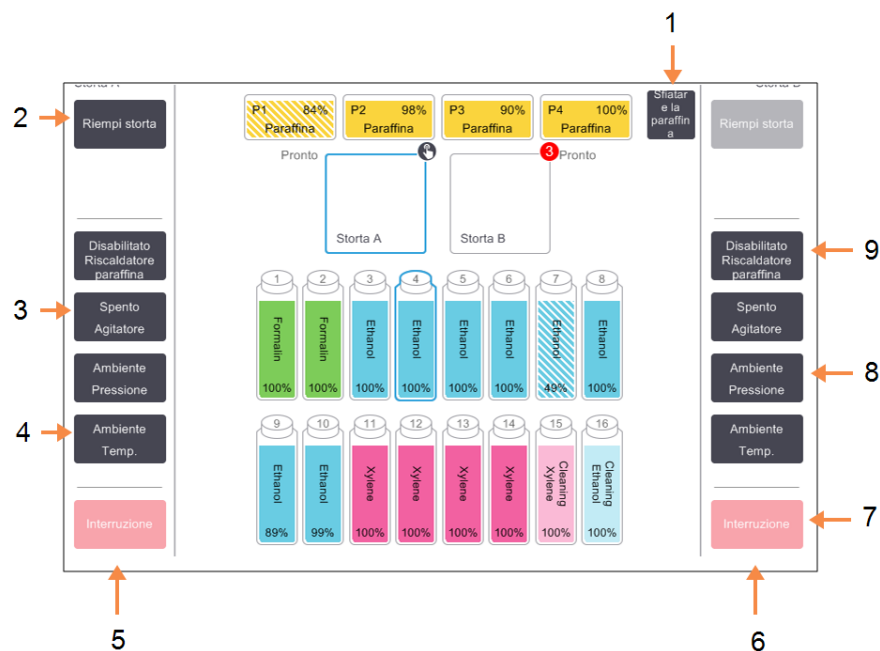 1
Storta A
Storta B
2
Riempi storta
P1 84%
Paraffina
P2 98%
Paraffina
P3 90%
Paraffina
P4 100%
Paraffina
Sfiatar
e la
paraffin
a
Riempi storta
Pronto
3
Pronto
Storta A
Storta B
Disabilitato
Riscaldatore
paraffina
Disabilitato
Riscaldatore
paraffina
9
3
Spento
Agitatore
Spento
Agitatore
1
2
3
4
5
6
7
8
Formalin
Formalin
Ethanol
Ethanol
Ethanol
Ethanol
Ethanol
Ethanol
100%
100%
100%
100%
100%
100%
49%
100%
Ambiente
Pressione
Ambiente
Pressione
8
4
Ambiente
Temp.
Ambiente
Temp.
9
10
11
12
13
14
15
16
Ethanol
Ethanol
Xylene
Xylene
Xylene
Xylene
Cleaning
Xylene
Cleaning
Ethanol
89%
99%
100%
100%
100%
100%
100%
100%
Interruzione
Interruzione
7
5
6